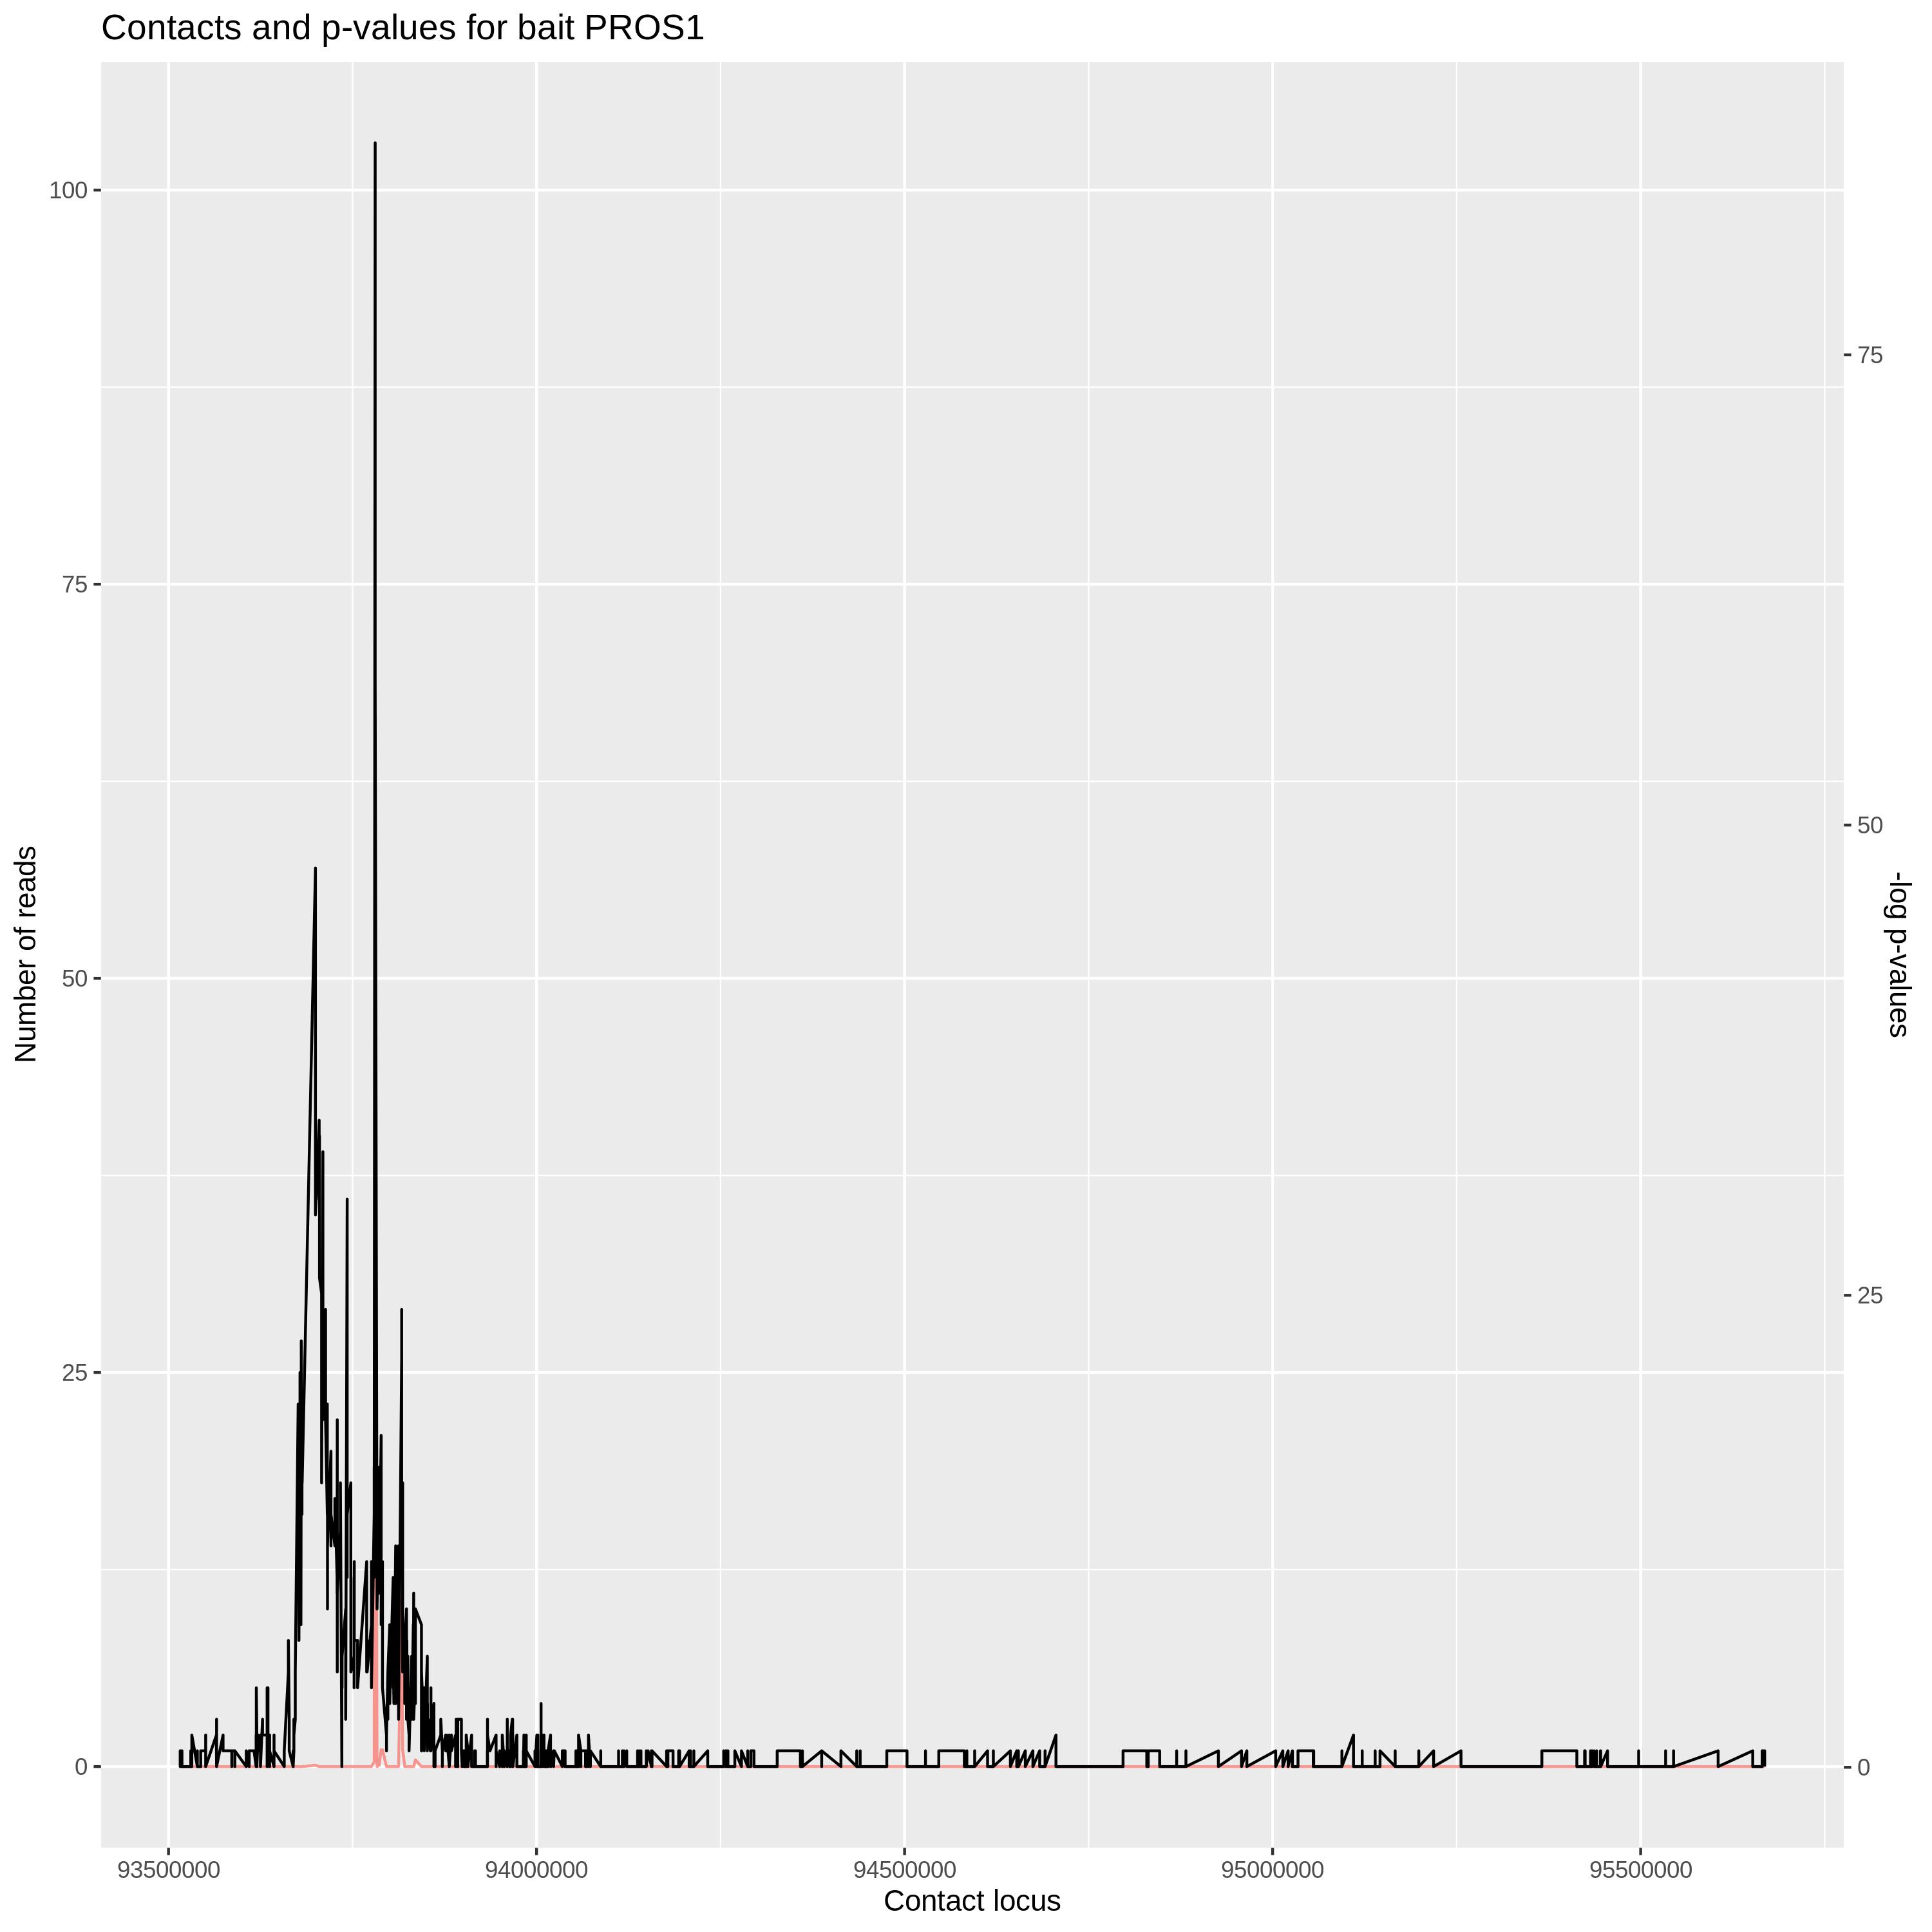 Contacts and p-values for bait PROS1
100
75
50
25
0
Number of reads
75
50
25
0
-log p-values
93500000 94000000 94500000 95000000 95500000
Contact locus